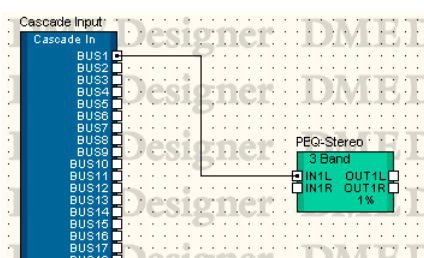 Cascade Input
Cascade In
BUS1
BUS2
BUS3
BUS4
BUS5
BUS6
BUS7
BUS8
BUS9
BUS10
BUS11
BUS12
BUS13
BUS14
BUS15
BUS16
BUS17
PEQ-Stereo
3 Band
IN1L OUT1L
IN1R OUT1R
1%
Designer DME
Designer DME
Designer DME
Designer DME